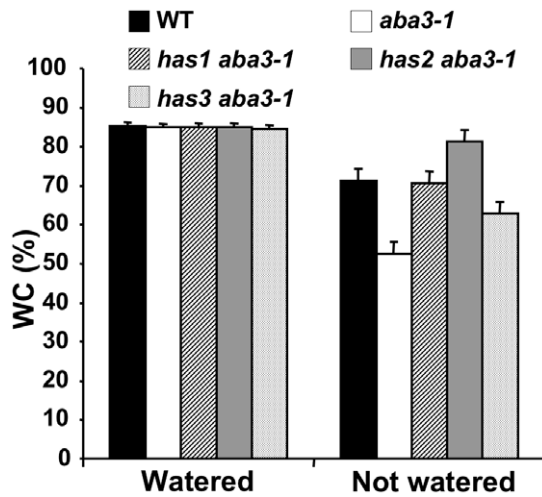 WT
aba3-1
has1 aba3-1
has2 aba3-1
has3 aba3-1
100
90
80
70
60
50
40
30
20
10
0
WC (%)
Watered
Not watered